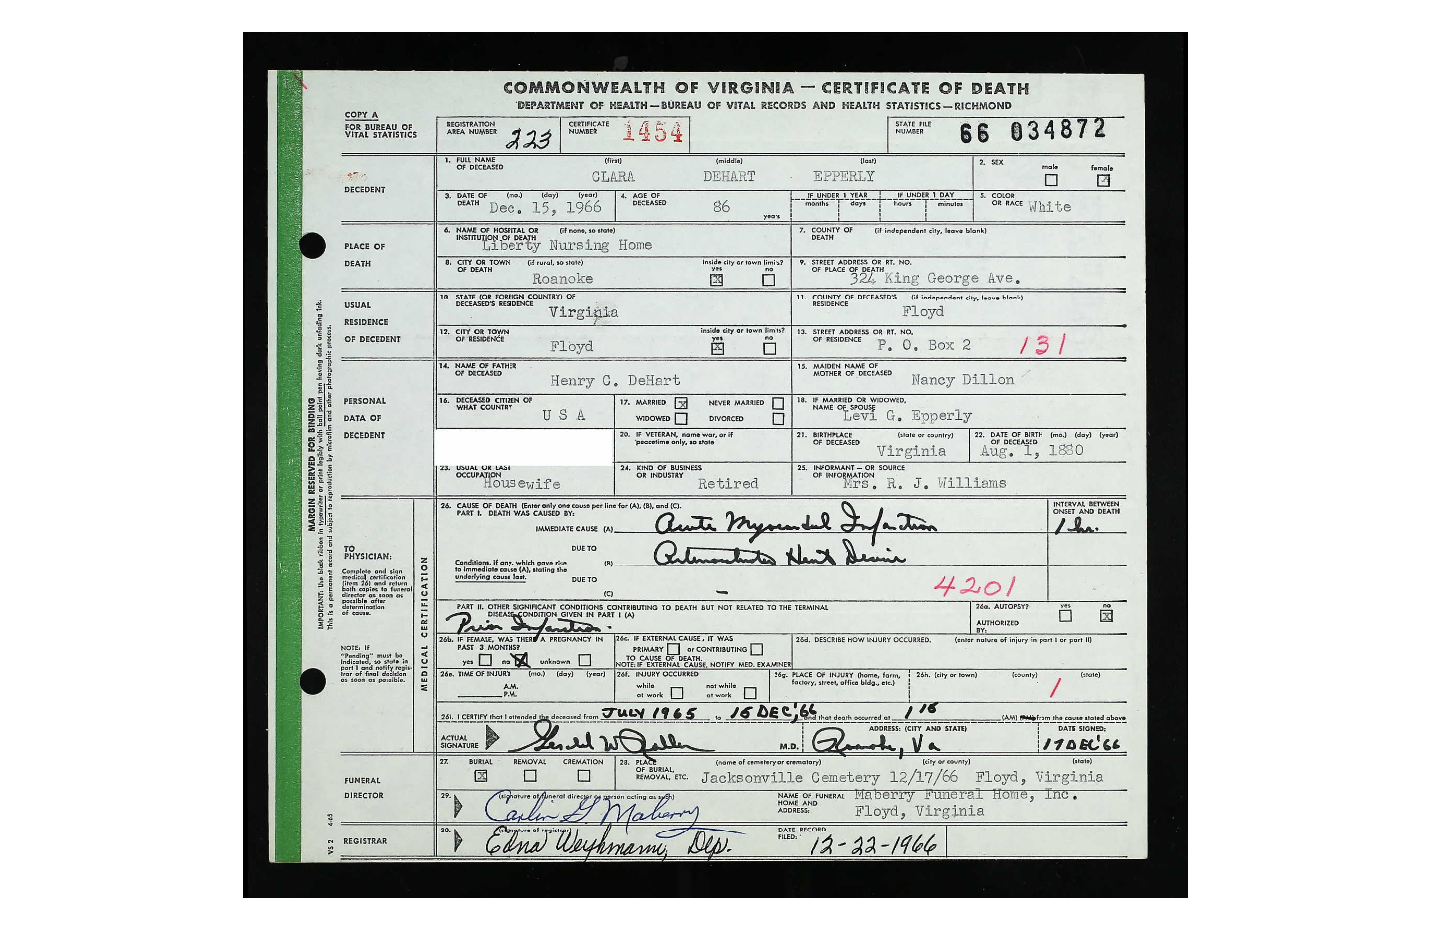 COMMONWEALTH OF VIRGINIA — CERTIFICATE OF DEATH
DEPARTMENT OF HEALTH—BUREAU OF VITAL RECORDS AND HEALTH STATISTICS—RICHMOND
COPY A
FOR BUREAU OF VITAL STATISTICS
REGISTRATION AREA NUMBER 223
CERTIFICATE NUMBER 1454
STATE FILE NUMBER 66 034872
DECEDENT
1. FULL NAME OF DECEASED (first) (middle) (last)
CLARA DEHART EPPERLY
2. SEX male female X
3. DATE OF DEATH (mo.) (day) (year) Dec. 15, 1966
4. AGE OF DECEASED 86 years
IF UNDER 1 YEAR months days
IF UNDER 1 DAY hours minutes
5. COLOR OR RACE White
PLACE OF DEATH
6. NAME OF HOSPITAL OR INSTITUTION OF DEATH (if none, so state)
Liberty Nursing Home
7. COUNTY OF DEATH (if independent city, leave blank)
8. CITY OR TOWN OF DEATH (if rural, so state) Roanoke
inside city or town limits? yes X no
9. STREET ADDRESS OR RT. NO. OF PLACE OF DEATH
324 King George Ave.
USUAL RESIDENCE OF DECEDENT
10. STATE (OR FOREIGN COUNTRY) OF DECEASED'S RESIDENCE
Virginia
11. COUNTY OF DECEASED'S RESIDENCE (if independent city, leave blank)
Floyd
12. CITY OR TOWN OF RESIDENCE Floyd
inside city or town limits? yes X no
13. STREET ADDRESS OR RT. NO. OF RESIDENCE P. O. Box 2 131
PERSONAL DATA OF DECEDENT
14. NAME OF FATHER OF DECEASED Henry C. DeHart
15. MAIDEN NAME OF MOTHER OF DECEASED Nancy Dillon
16. DECEASED CITIZEN OF WHAT COUNTRY U S A
17. MARRIED X NEVER MARRIED
WIDOWED DIVORCED
18. IF MARRIED OR WIDOWED, NAME OF SPOUSE Levi G. Epperly
20. IF VETERAN, name war, or if peacetime only, so state
21. BIRTHPLACE OF DECEASED (state or country) Virginia
22. DATE OF BIRTH OF DECEASED (mo.) (day) (year) Aug. 1, 1880
23. USUAL OR LAST OCCUPATION Housewife
24. KIND OF BUSINESS OR INDUSTRY Retired
25. INFORMANT — OR SOURCE OF INFORMATION Mrs. R. J. Williams
MARGIN RESERVED FOR BINDING
IMPORTANT: Use black ribbon in typewriter or print legibly with ball point pen having dark unfading ink.
This is a permanent record and subject to reproduction by microfilm and other photographic process.
TO PHYSICIAN:
Complete and sign medical certification (item 26) and return both copies to funeral director as soon as possible after determination of cause.
NOTE: IF "Pending" must be indicated, so state in part I and notify registrar of final decision as soon as possible.
MEDICAL CERTIFICATION
26. CAUSE OF DEATH (Enter only one cause per line for (A), (B), and (C).
PART I. DEATH WAS CAUSED BY:
INTERVAL BETWEEN ONSET AND DEATH
IMMEDIATE CAUSE (A) Acute Myocardial Infarction 1 hr.
DUE TO
(B) Arteriosclerotic Heart Disease
Conditions. If any. which gave rise to immediate cause (A), stating the underlying cause last.
DUE TO
(C) — 4201
PART II. OTHER SIGNIFICANT CONDITIONS CONTRIBUTING TO DEATH BUT NOT RELATED TO THE TERMINAL DISEASE CONDITION GIVEN IN PART I (A)
Prior Infarction.
26a. AUTOPSY? yes no X
AUTHORIZED BY:
26b. IF FEMALE, WAS THERE A PREGNANCY IN PAST 3 MONTHS? yes no X unknown
26c. IF EXTERNAL CAUSE, IT WAS PRIMARY or CONTRIBUTING TO CAUSE OF DEATH.
NOTE: IF EXTERNAL CAUSE, NOTIFY MED. EXAMINER
26d. DESCRIBE HOW INJURY OCCURRED. (enter nature of injury in part I or part II)
26e. TIME OF INJURY (mo.) (day) (year) A.M. P.M.
26f. INJURY OCCURRED while at work not while at work
26g. PLACE OF INJURY (home, farm, factory, street, office bldg., etc.)
26h. (city or town) (county) (state) 1
26i. I CERTIFY that I attended the deceased from JULY 1965 to 15 DEC, '66 and that death occurred at 1 15 (AM) from the cause stated above
ACTUAL SIGNATURE M.D.
ADDRESS: (CITY AND STATE) Roanoke, Va
DATE SIGNED: 17 DEC '66
FUNERAL DIRECTOR
27. BURIAL X REMOVAL CREMATION
28. PLACE OF BURIAL, REMOVAL, ETC. (name of cemetery or crematory) (city or county) (state)
Jacksonville Cemetery 12/17/66 Floyd, Virginia
29. (signature of funeral director or person acting as such) Carlin G. Maberry
NAME OF FUNERAL HOME AND ADDRESS: Maberry Funeral Home, Inc.
Floyd, Virginia
REGISTRAR
30. (signature of registrar) Edna Weyhmann, Dep.
DATE RECORD FILED: 12-22-1966
VS 2 4-65